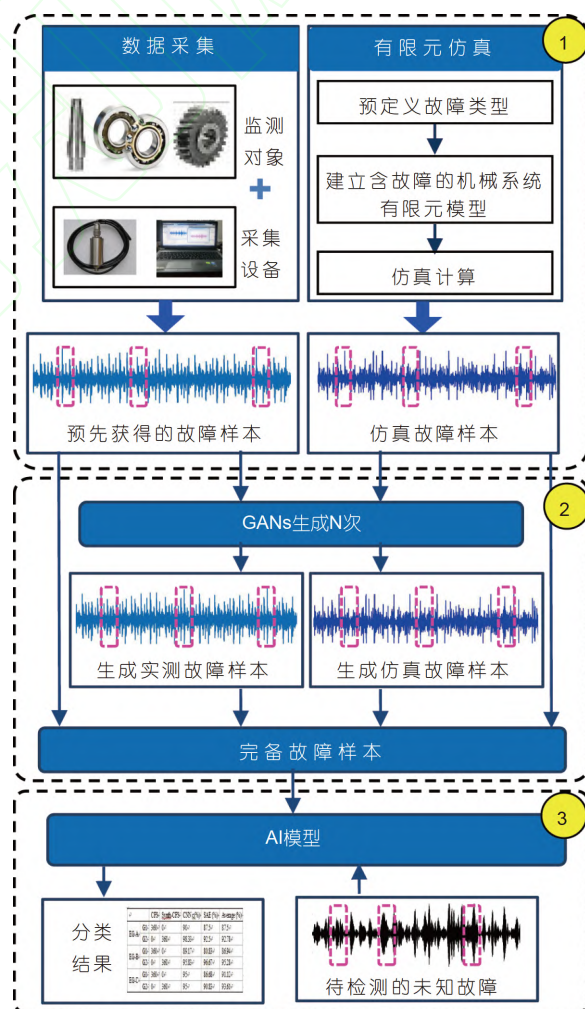 数据采集
有限元仿真
1
监测
对象
采集
设备
预定义故障类型
建立含故障的机械系统
有限元模型
仿真计算
预先获得的故障样本
仿真故障样本
2
GANs生成N次
生成实测故障样本
生成仿真故障样本
完备故障样本
3
AI模型
分类
结果
待检测的未知故障